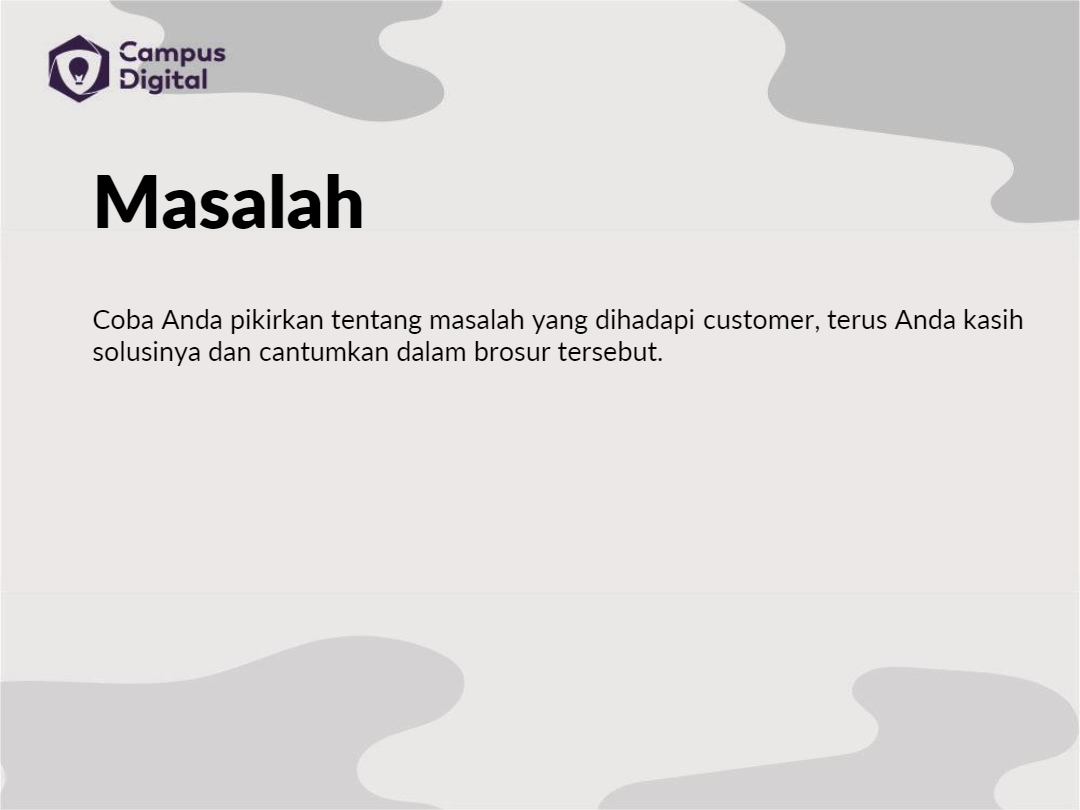 Campus
Digital
Masalah
Coba Anda pikirkan tentang masalah yang dihadapi customer, terus Anda kasih
solusinya dan cantumkan dalam brosur tersebut.